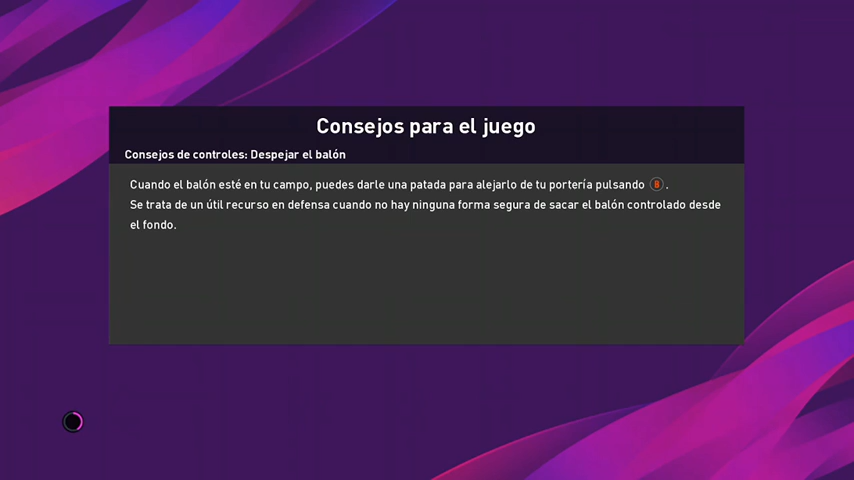 Consejos para el juego
Consejos de controles: Despejar el balón
Cuando el balón esté en tu campo, puedes darle una patada para alejarlo de tu portería pulsando B.
Se trata de un útil recurso en defensa cuando no hay ninguna forma segura de sacar el balón controlado desde
el fondo.